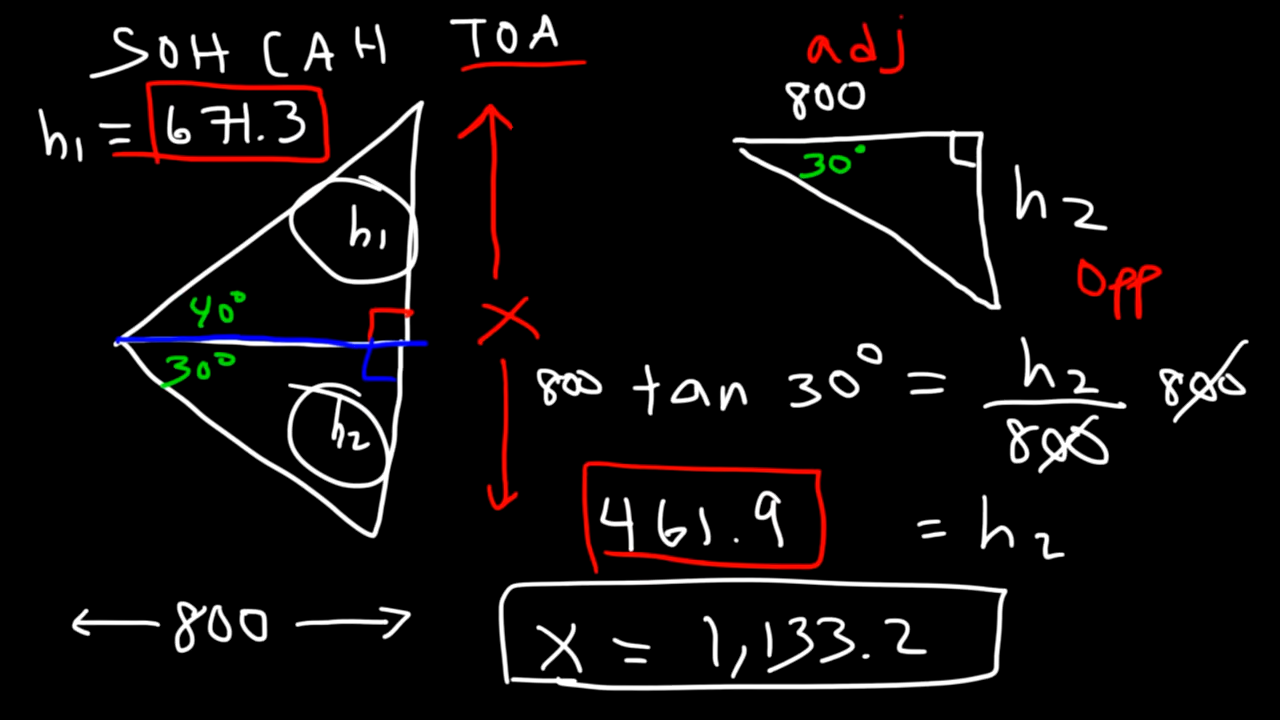 SOH CAH TOA
h₁ = 671.3
h₁
40°
30°
h₂
x
← 800 →
adj
800
30°
h₂
opp
800 tan 30° = h₂/800 800
461.9 = h₂
x = 1,133.2